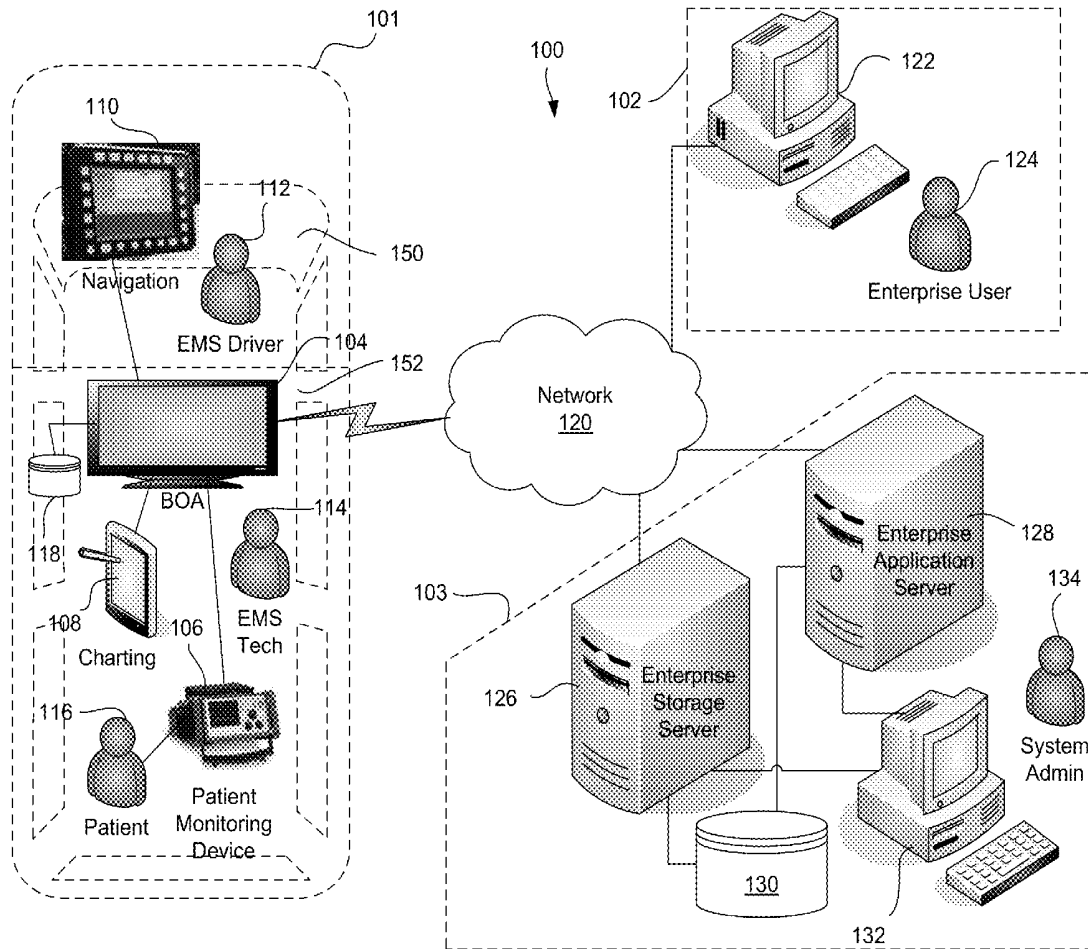 101
100
110
122
102
112
124
150
Navigation
Enterprise User
EMS Driver
104
152
Network
120
BOA
114
118
128
Enterprise
Application
Server
103
134
108
106
EMS
Tech
Charting
126
Enterprise
Storage
Server
116
System
Admin
Patient
Patient
Monitoring
Device
130
132